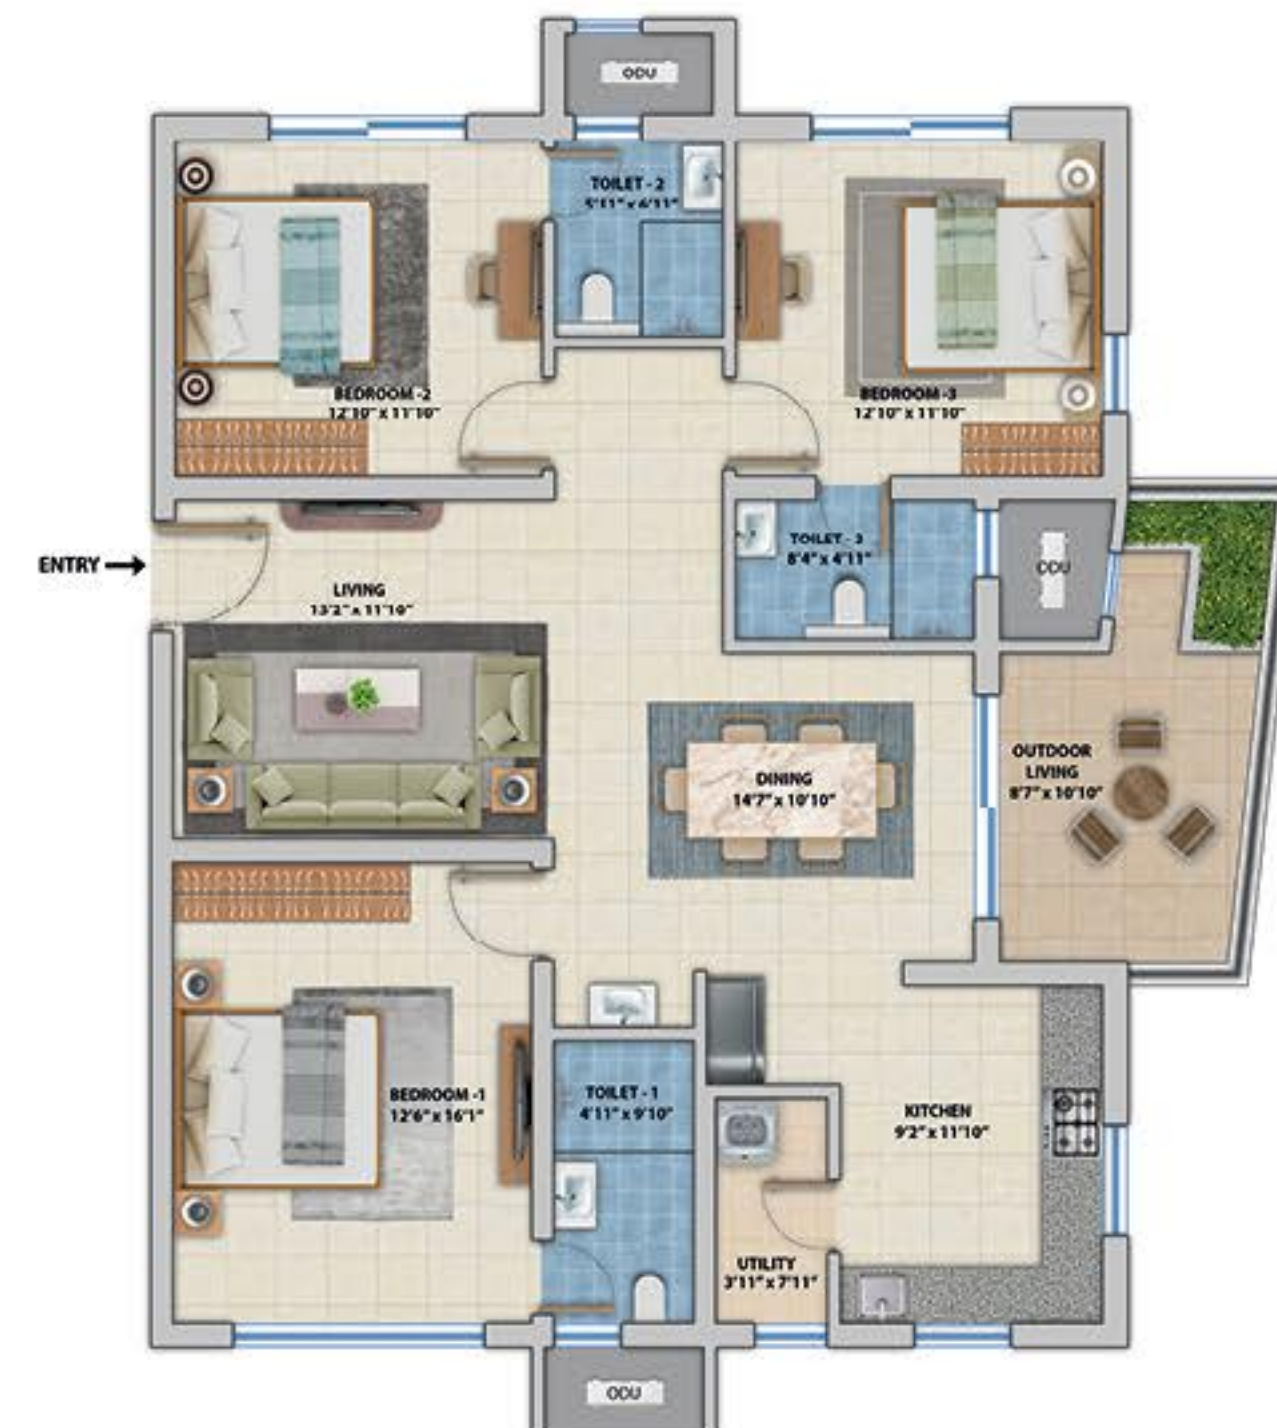 ODU
TOILET - 2
5'11" x 6'11"
BEDROOM -2
12'10" x 11'10"
BEDROOM -3
12'10" x 11'10"
ENTRY
LIVING
13'2" x 11'10"
TOILET - 3
8'4" x 4'11"
ODU
OUTDOOR
LIVING
8'7" x 10'10"
DINING
14'7" x 10'10"
BEDROOM -1
12'6" x 16'1"
TOILET - 1
4'11" x 9'10"
KITCHEN
9'2" x 11'10"
UTILITY
3'11" x 7'11"
ODU